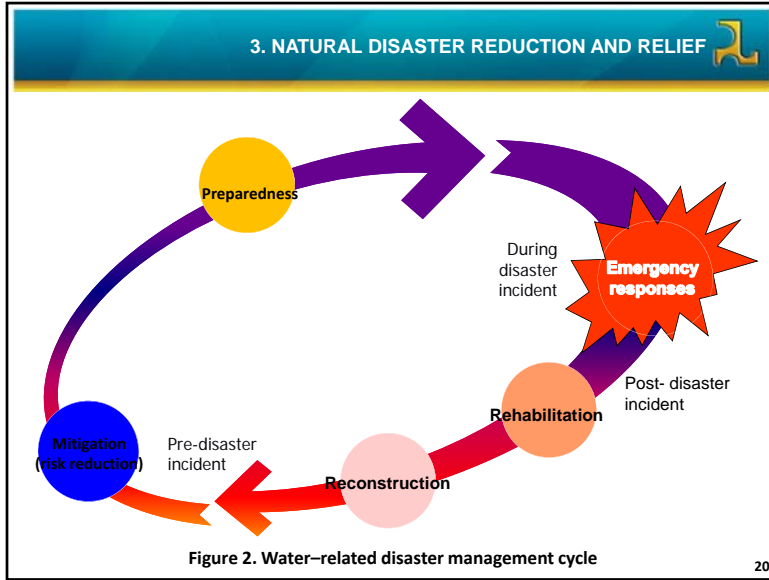 3. NATURAL DISASTER REDUCTION AND RELIEF
Preparedness
During
disaster
incident
Emergency
responses
Post- disaster
incident
Rehabilitation
Reconstruction
Pre-disaster
incident
Mitigation
(risk reduction)
Figure 2. Water–related disaster management cycle
20